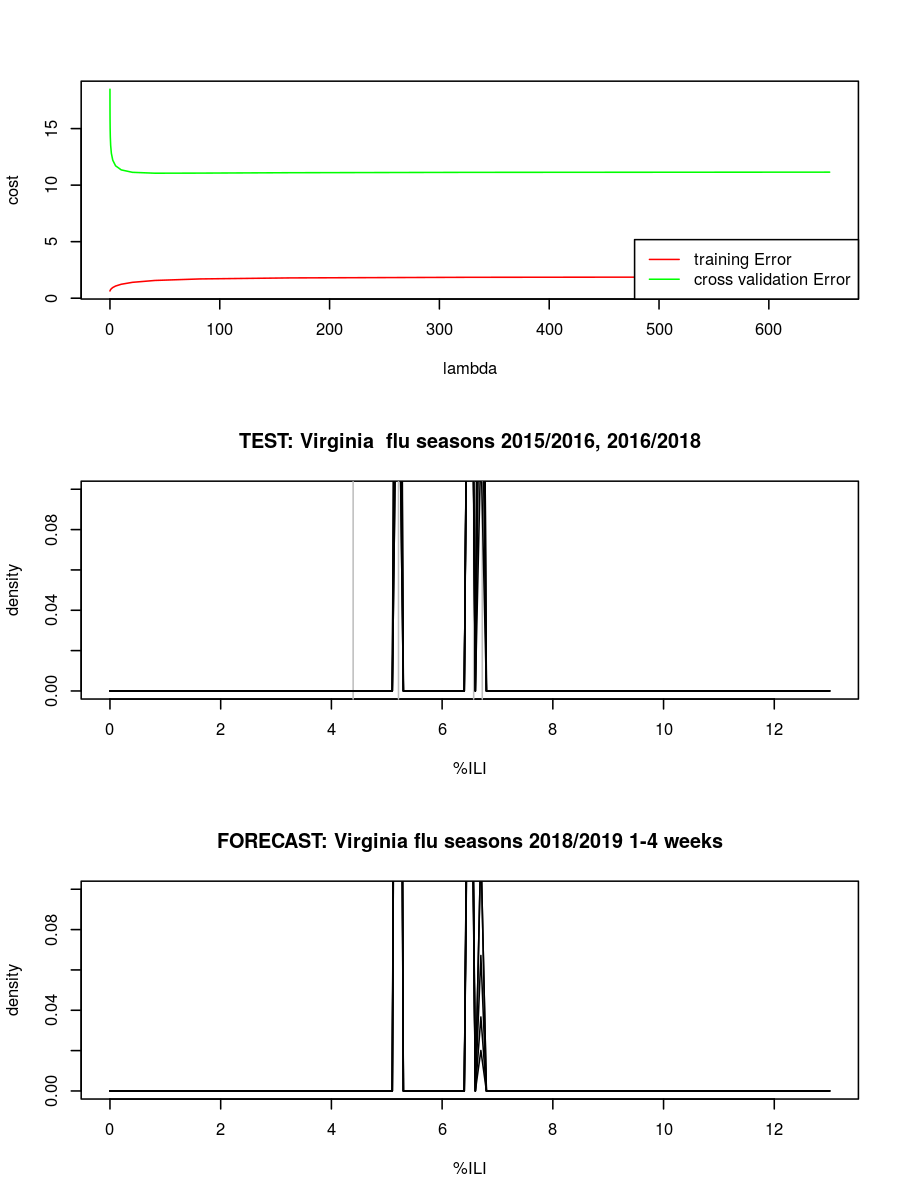 15
10
5
0
cost
training Error
cross validation Error
0 100 200 300 400 500 600
lambda
TEST: Virginia  flu seasons 2015/2016, 2016/2018
0.08
0.04
0.00
density
0 2 4 6 8 10 12
%ILI
FORECAST: Virginia flu seasons 2018/2019 1-4 weeks
0.08
0.04
0.00
density
0 2 4 6 8 10 12
%ILI